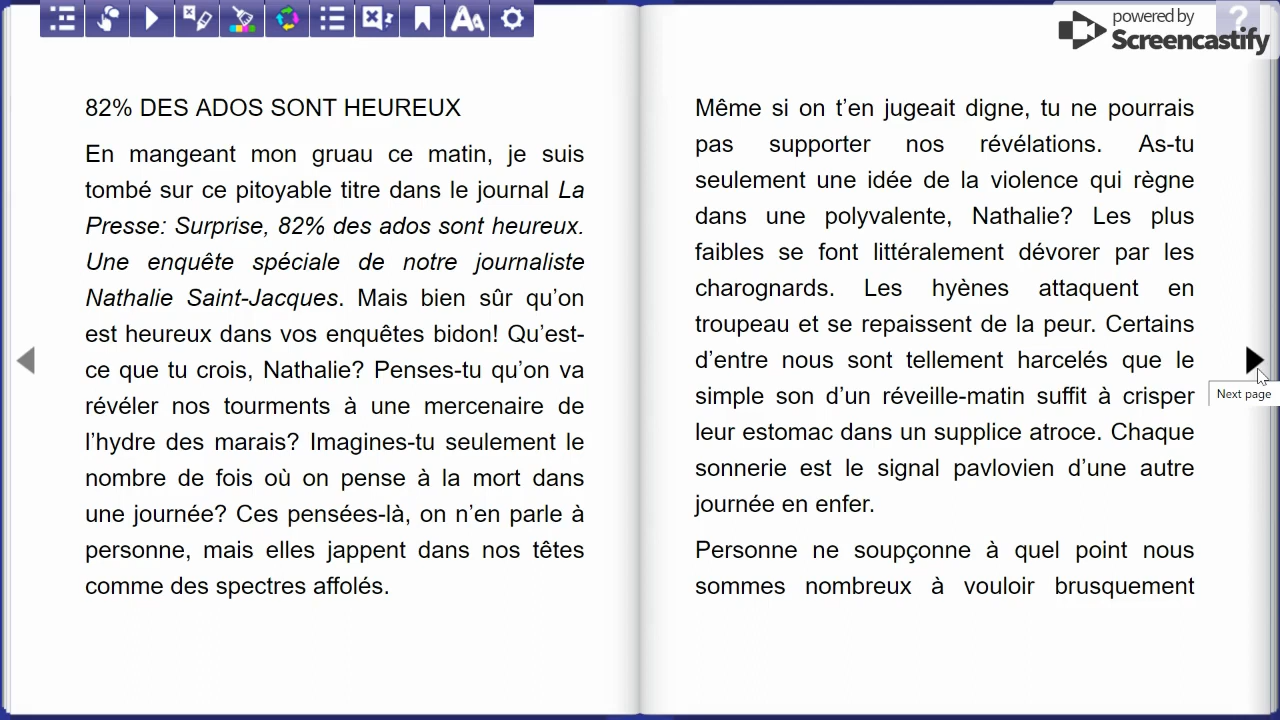 powered by
Screencastify
82% DES ADOS SONT HEUREUX
En mangeant mon gruau ce matin, je suis
tombé sur ce pitoyable titre dans le journal La
Presse: Surprise, 82% des ados sont heureux.
Une enquête spéciale de notre journaliste
Nathalie Saint-Jacques. Mais bien sûr qu’on
est heureux dans vos enquêtes bidon! Qu’est-
ce que tu crois, Nathalie? Penses-tu qu’on va
révéler nos tourments à une mercenaire de
l’hydre des marais? Imagines-tu seulement le
nombre de fois où on pense à la mort dans
une journée? Ces pensées-là, on n’en parle à
personne, mais elles jappent dans nos têtes
comme des spectres affolés.
Même si on t’en jugeait digne, tu ne pourrais
pas supporter nos révélations. As-tu
seulement une idée de la violence qui règne
dans une polyvalente, Nathalie? Les plus
faibles se font littéralement dévorer par les
charognards. Les hyènes attaquent en
troupeau et se repaissent de la peur. Certains
d’entre nous sont tellement harcelés que le
simple son d’un réveille-matin suffit à crisper
leur estomac dans un supplice atroce. Chaque
sonnerie est le signal pavlovien d’une autre
journée en enfer.
Personne ne soupçonne à quel point nous
sommes nombreux à vouloir brusquement
Next page